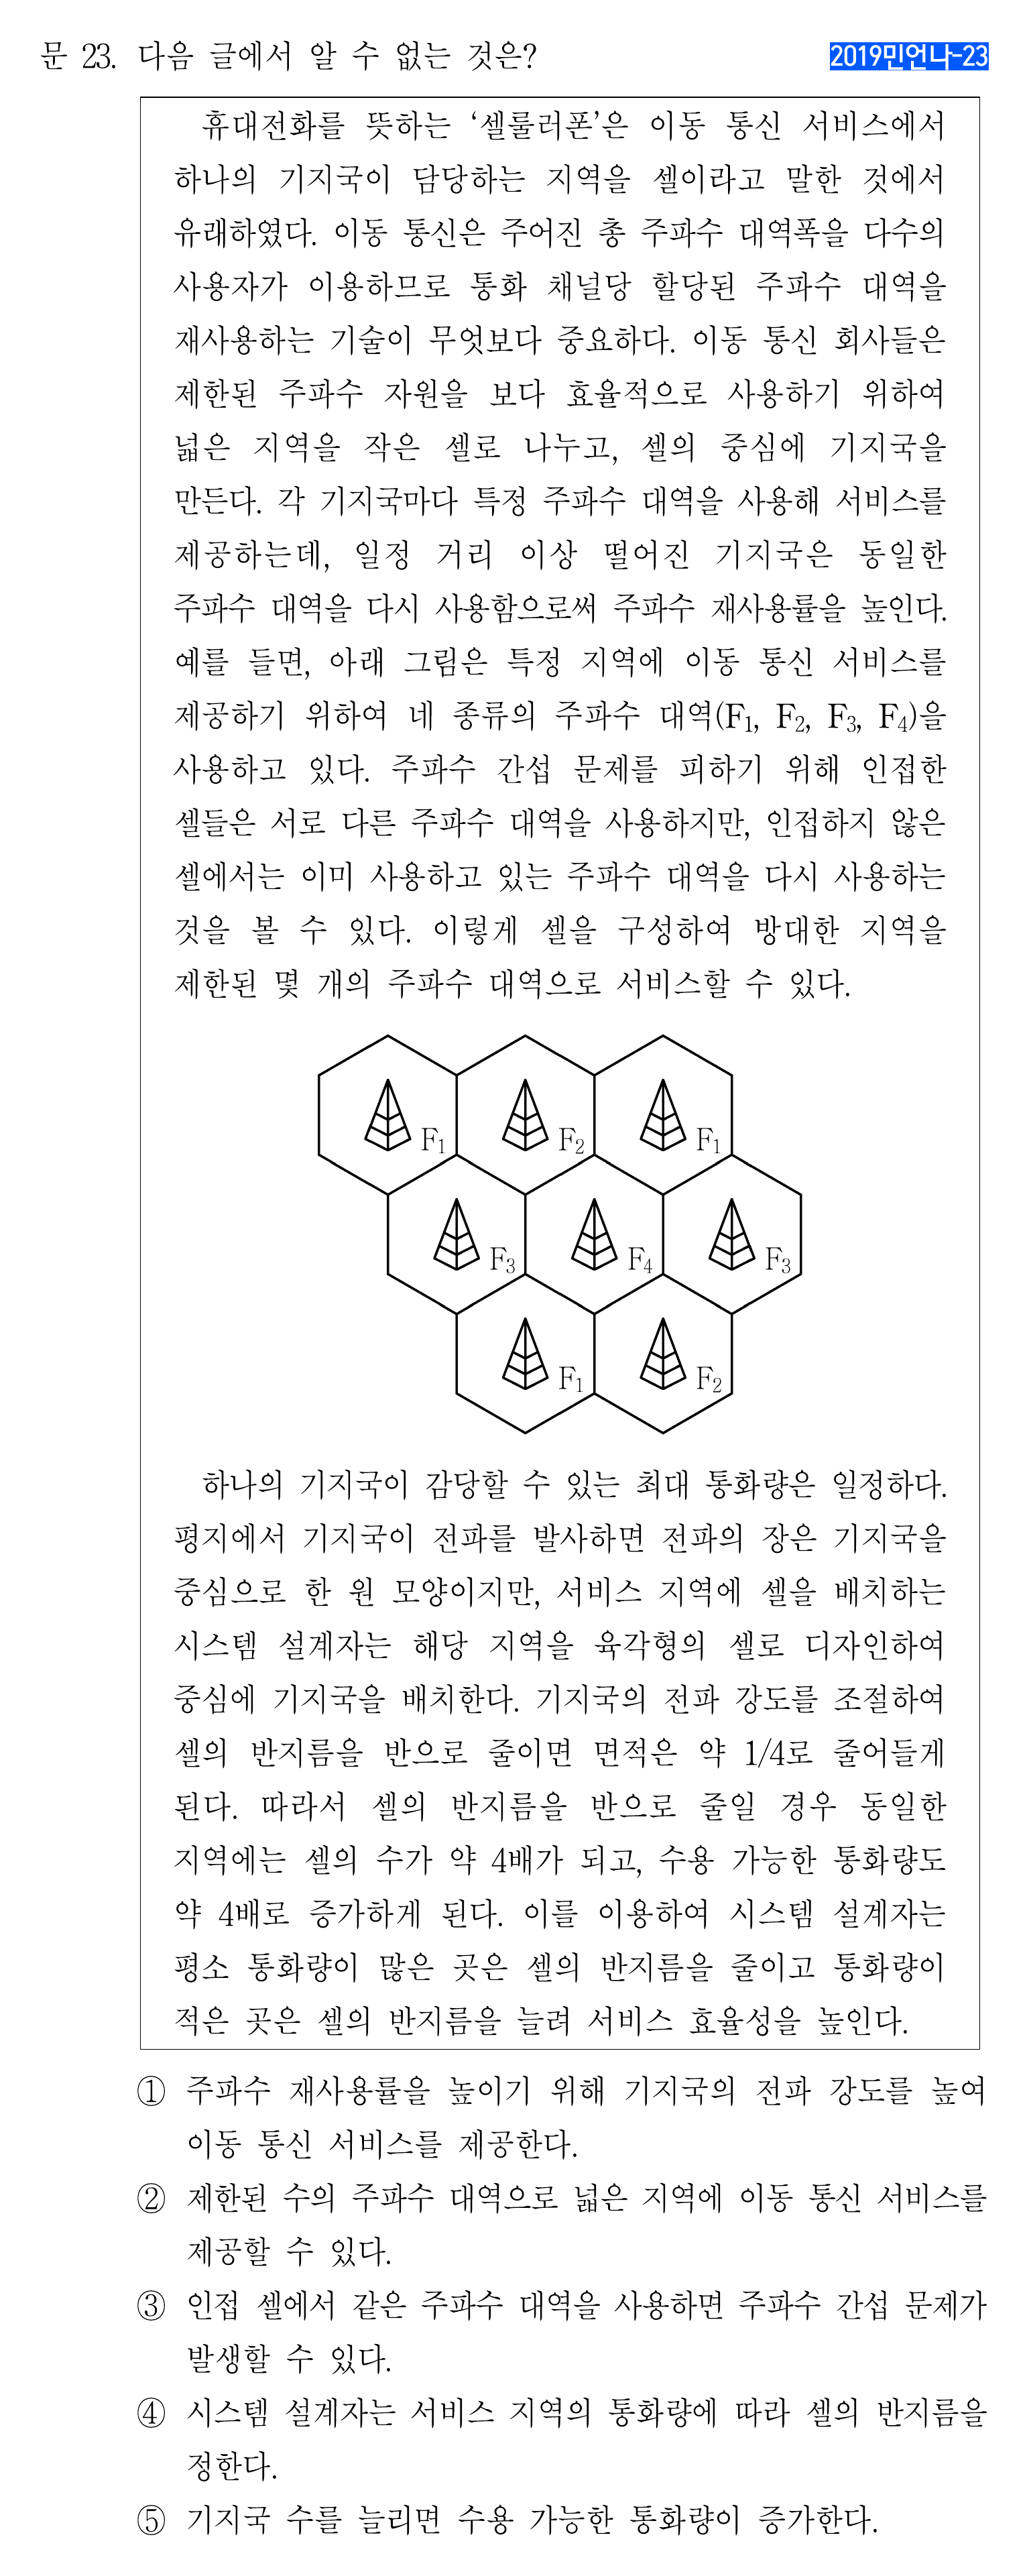 문 23. 다음 글에서 알 수 없는 것은?
2019민언나-23
휴대전화를 뜻하는 ‘셀룰러폰’은 이동 통신 서비스에서
하나의 기지국이 담당하는 지역을 셀이라고 말한 것에서
유래하였다. 이동 통신은 주어진 총 주파수 대역폭을 다수의
사용자가 이용하므로 통화 채널당 할당된 주파수 대역을
재사용하는 기술이 무엇보다 중요하다. 이동 통신 회사들은
제한된 주파수 자원을 보다 효율적으로 사용하기 위하여
넓은 지역을 작은 셀로 나누고, 셀의 중심에 기지국을
만든다. 각 기지국마다 특정 주파수 대역을 사용해 서비스를
제공하는데, 일정 거리 이상 떨어진 기지국은 동일한
주파수 대역을 다시 사용함으로써 주파수 재사용률을 높인다.
예를 들면, 아래 그림은 특정 지역에 이동 통신 서비스를
제공하기 위하여 네 종류의 주파수 대역(F₁, F₂, F₃, F₄)을
사용하고 있다. 주파수 간섭 문제를 피하기 위해 인접한
셀들은 서로 다른 주파수 대역을 사용하지만, 인접하지 않은
셀에서는 이미 사용하고 있는 주파수 대역을 다시 사용하는
것을 볼 수 있다. 이렇게 셀을 구성하여 방대한 지역을
제한된 몇 개의 주파수 대역으로 서비스할 수 있다.
F₁ F₂ F₁
F₃ F₄ F₃
F₁ F₂
하나의 기지국이 감당할 수 있는 최대 통화량은 일정하다.
평지에서 기지국이 전파를 발사하면 전파의 장은 기지국을
중심으로 한 원 모양이지만, 서비스 지역에 셀을 배치하는
시스템 설계자는 해당 지역을 육각형의 셀로 디자인하여
중심에 기지국을 배치한다. 기지국의 전파 강도를 조절하여
셀의 반지름을 반으로 줄이면 면적은 약 1/4로 줄어들게
된다. 따라서 셀의 반지름을 반으로 줄일 경우 동일한
지역에는 셀의 수가 약 4배가 되고, 수용 가능한 통화량도
약 4배로 증가하게 된다. 이를 이용하여 시스템 설계자는
평소 통화량이 많은 곳은 셀의 반지름을 줄이고 통화량이
적은 곳은 셀의 반지름을 늘려 서비스 효율성을 높인다.
① 주파수 재사용률을 높이기 위해 기지국의 전파 강도를 높여
이동 통신 서비스를 제공한다.
② 제한된 수의 주파수 대역으로 넓은 지역에 이동 통신 서비스를
제공할 수 있다.
③ 인접 셀에서 같은 주파수 대역을 사용하면 주파수 간섭 문제가
발생할 수 있다.
④ 시스템 설계자는 서비스 지역의 통화량에 따라 셀의 반지름을
정한다.
⑤ 기지국 수를 늘리면 수용 가능한 통화량이 증가한다.